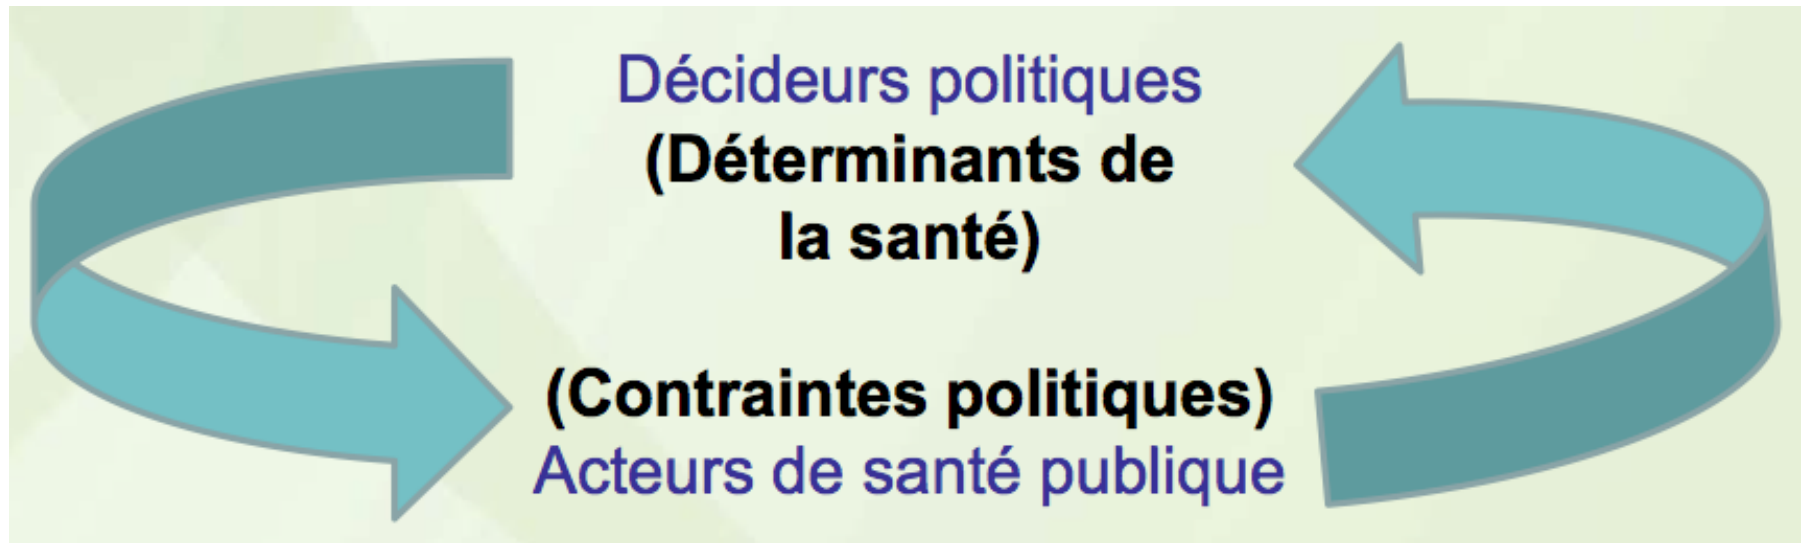 Décideurs politiques
(Déterminants de
la santé)
(Contraintes politiques)
Acteurs de santé publique